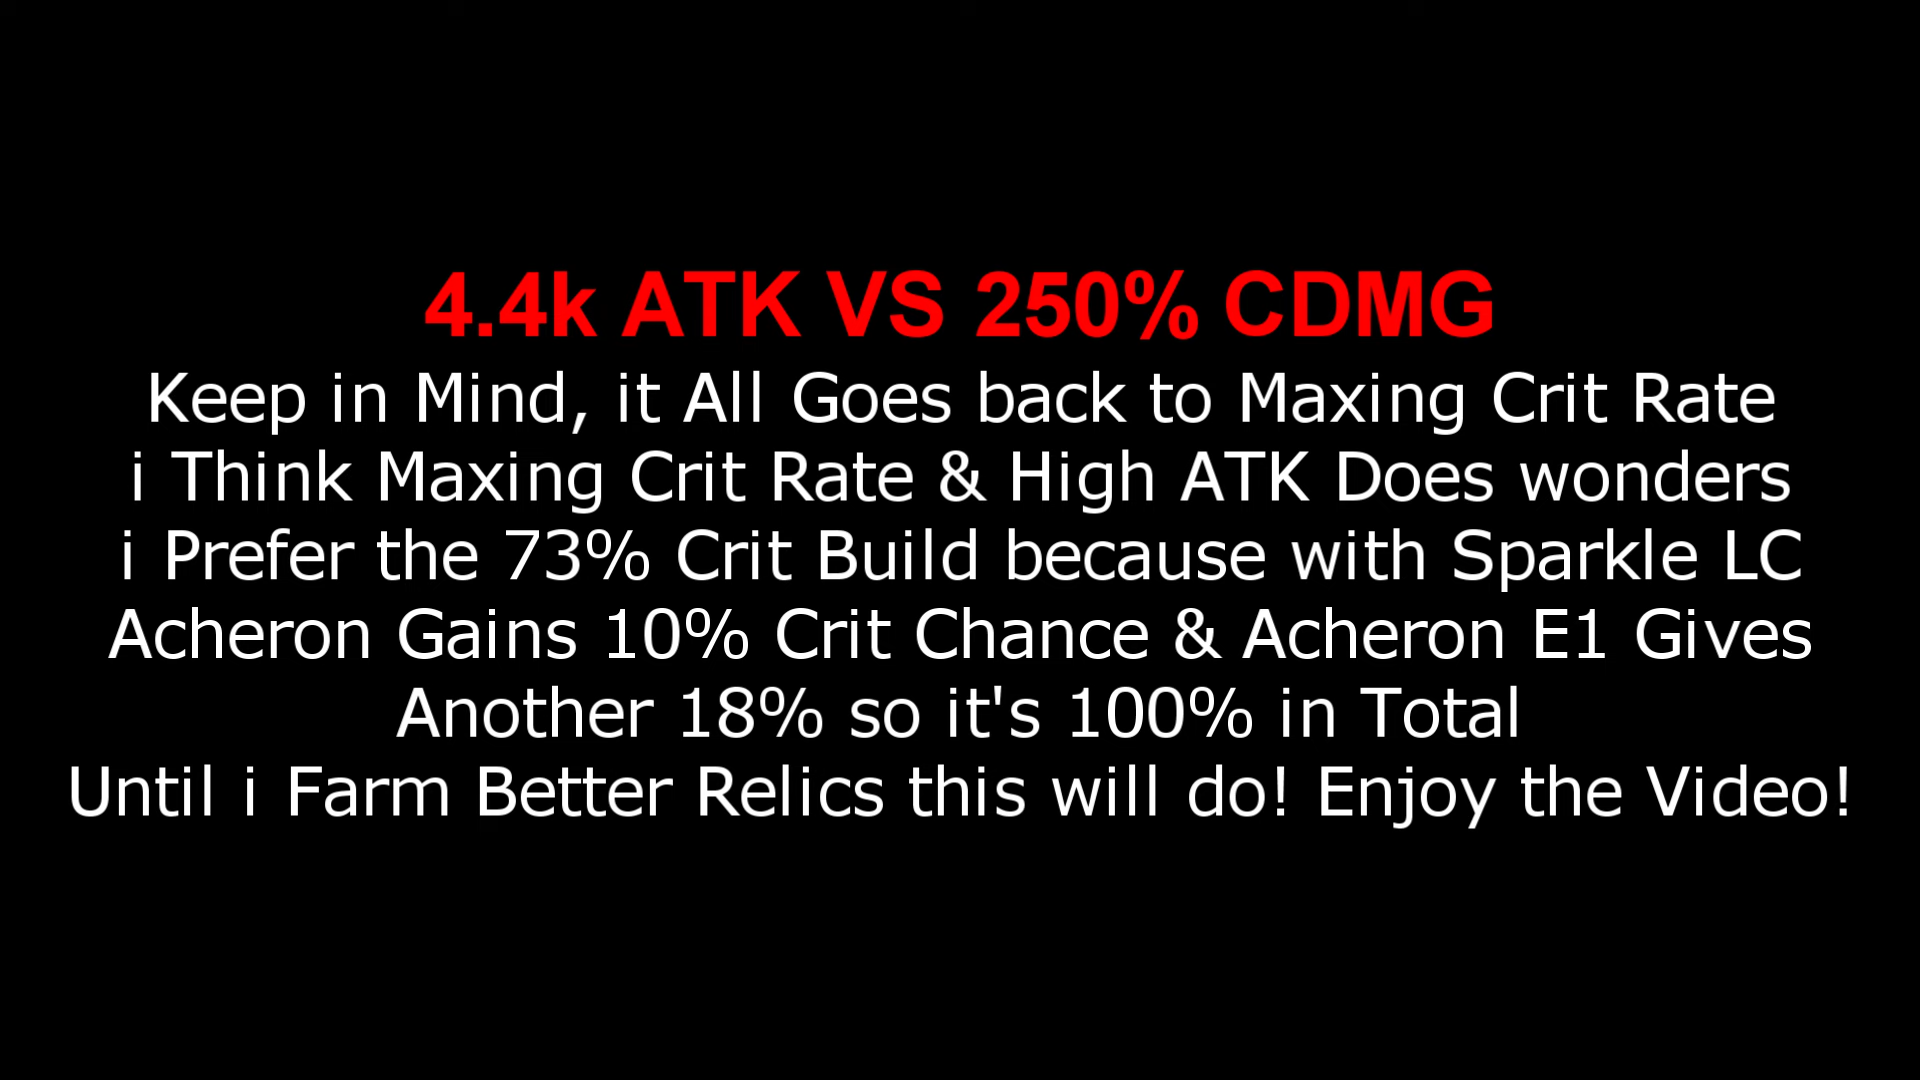 4.4k ATK VS 250% CDMG
Keep in Mind, it All Goes back to Maxing Crit Rate
i Think Maxing Crit Rate & High ATK Does wonders
i Prefer the 73% Crit Build because with Sparkle LC
Acheron Gains 10% Crit Chance & Acheron E1 Gives
Another 18% so it's 100% in Total
Until i Farm Better Relics this will do! Enjoy the Video!